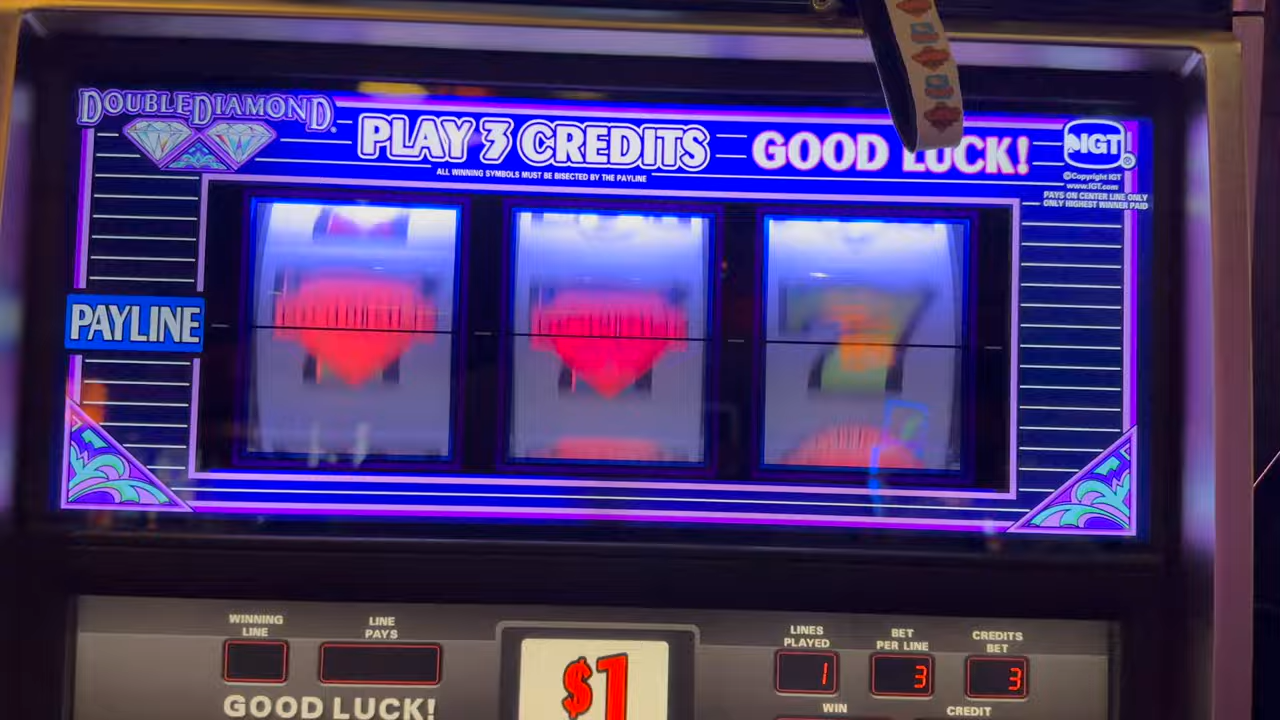 DOUBLE DIAMOND®
PLAY 3 CREDITS
GOOD LUCK!
ALL WINNING SYMBOLS MUST BE BISECTED BY THE PAYLINE
IGT®
©Copyright IGT
www.IGT.com
PAYS ON CENTER LINE ONLY
ONLY HIGHEST WINNER PAID
7
PAYLINE
WINNING
LINE
LINE
PAYS
$1
LINES
PLAYED
1
BET
PER LINE
3
CREDITS
BET
3
GOOD LUCK!
WIN
CREDIT